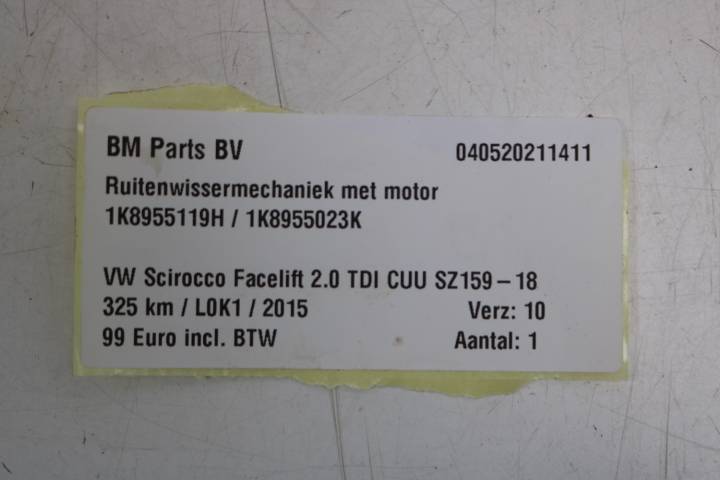 BM Parts BV 040520211411
Ruitenwissermechaniek met motor
1K8955119H / 1K8955023K
VW Scirocco Facelift 2.0 TDI CUU SZ159 – 18
325 km / L0K1 / 2015 Verz: 10
99 Euro incl. BTW Aantal: 1